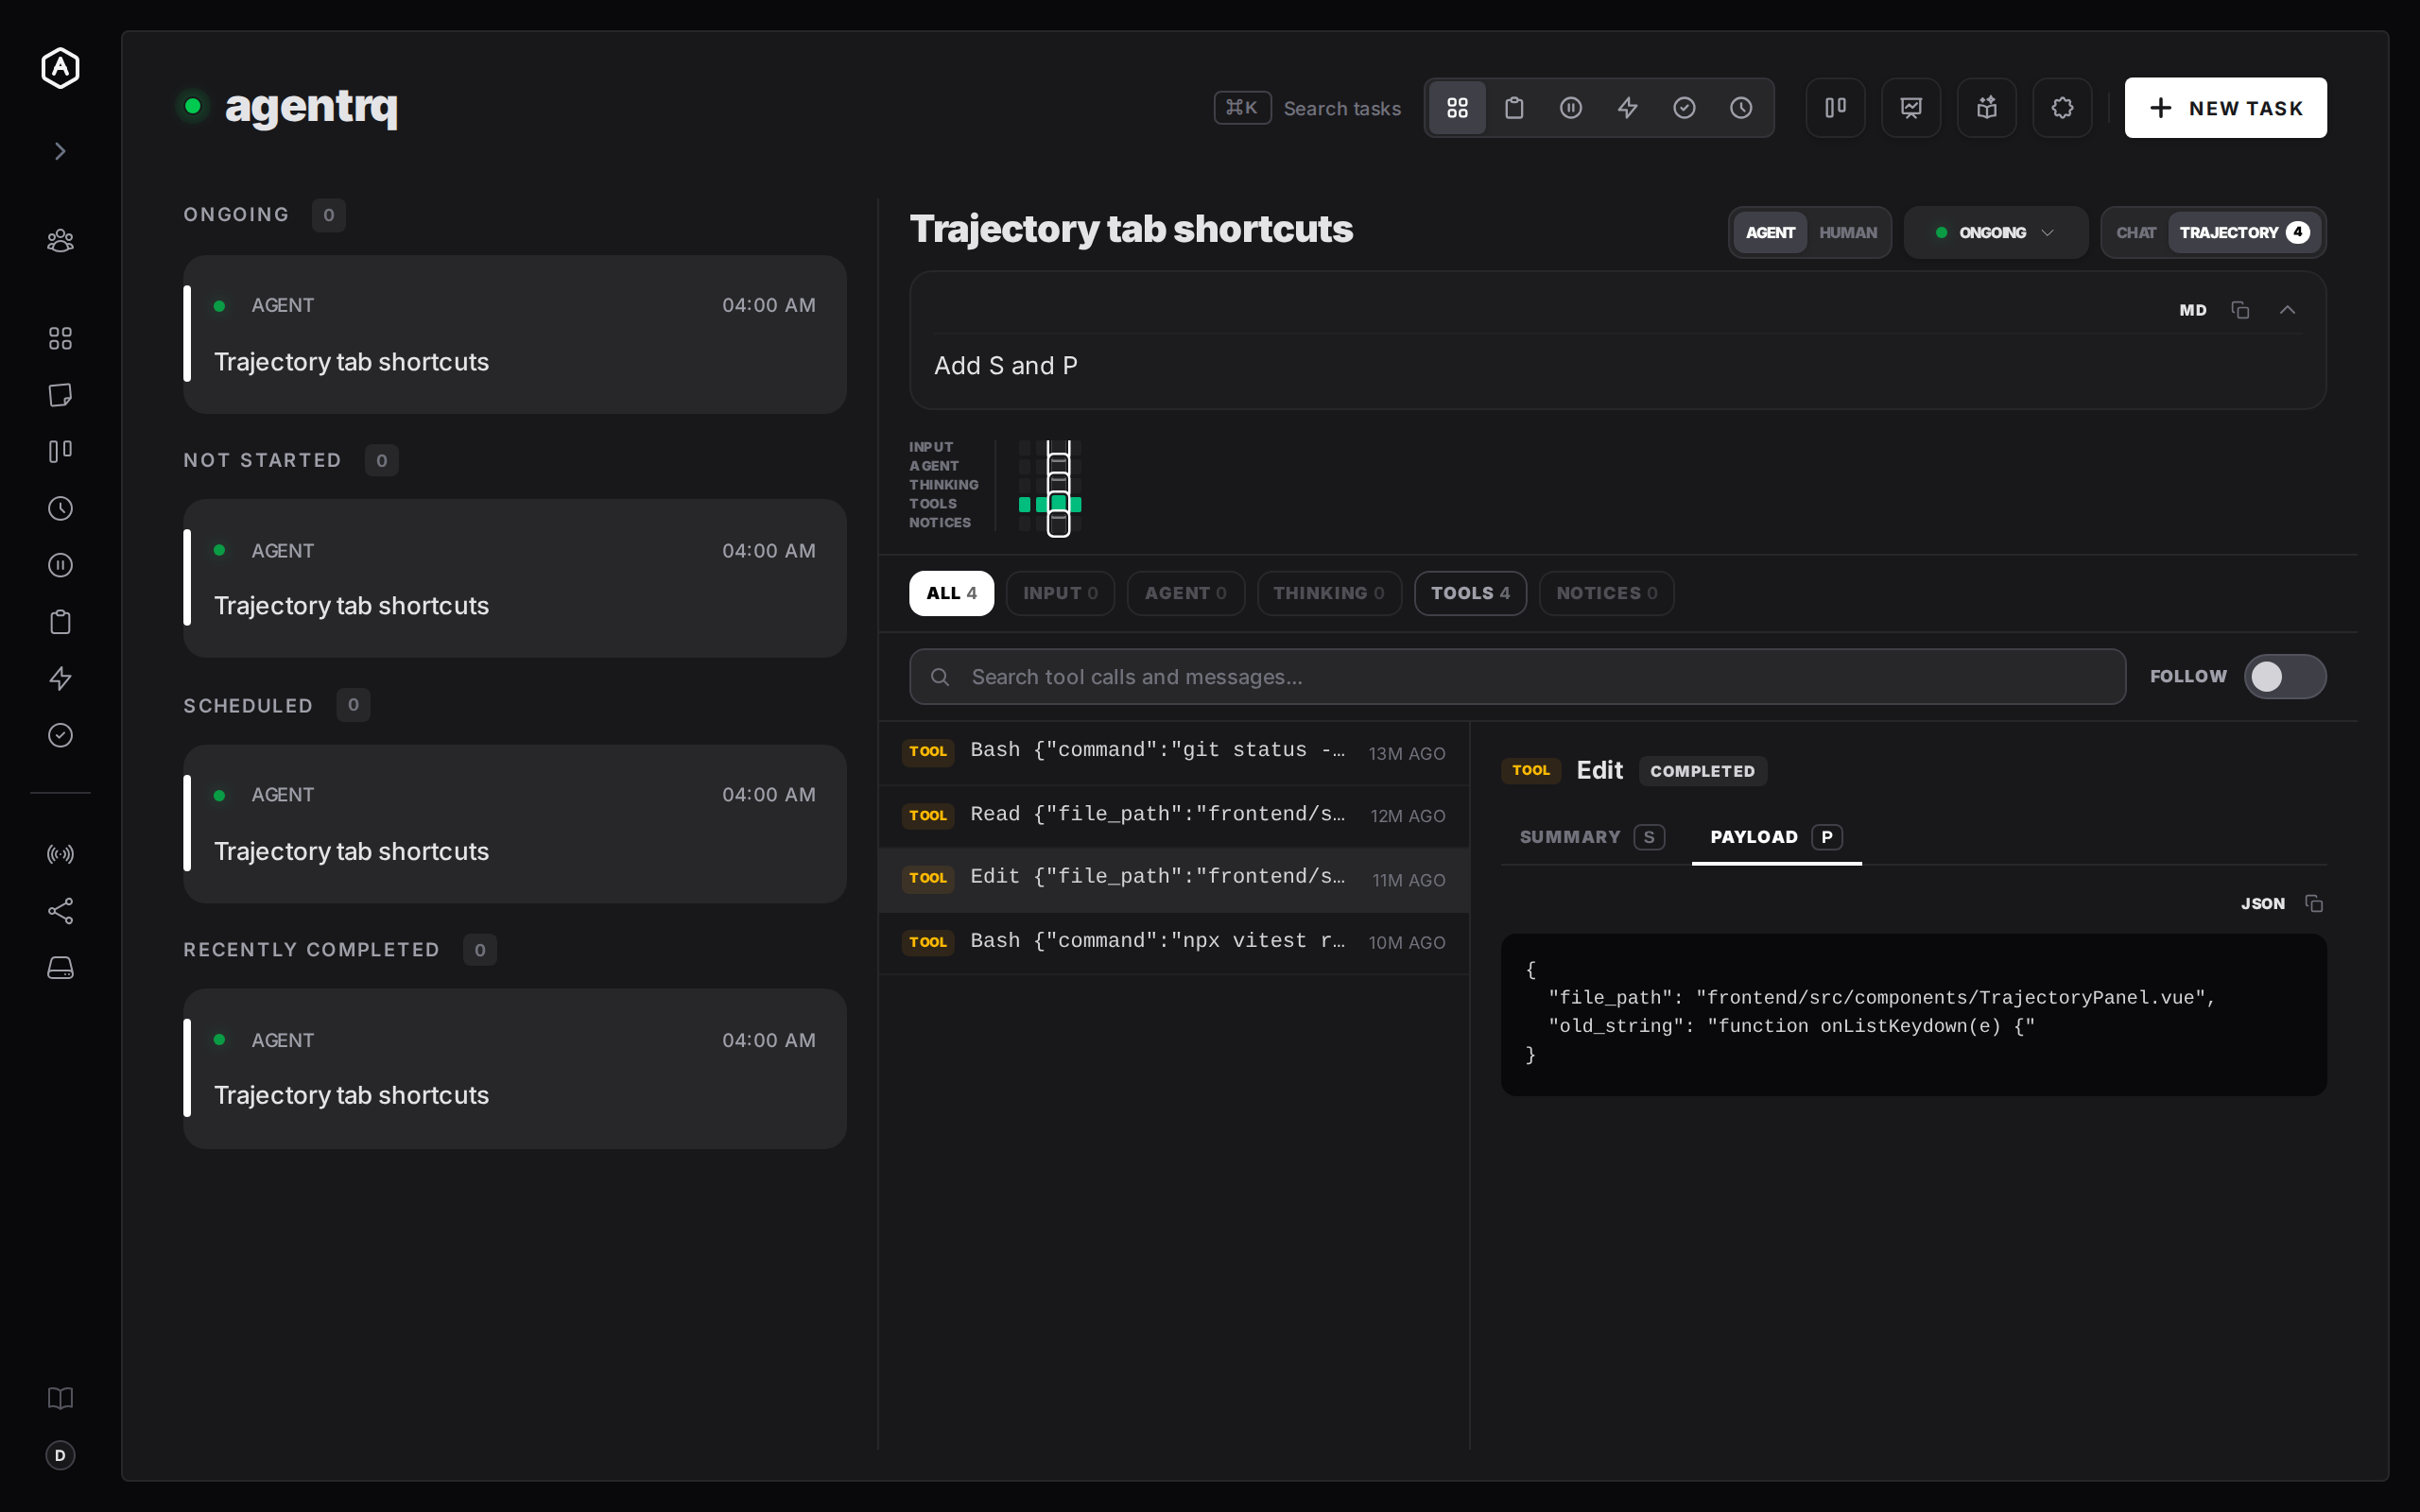 agentrq
⌘K Search tasks
NEW TASK
ONGOING 0
AGENT 04:00 AM
Trajectory tab shortcuts
NOT STARTED 0
AGENT 04:00 AM
Trajectory tab shortcuts
SCHEDULED 0
AGENT 04:00 AM
Trajectory tab shortcuts
RECENTLY COMPLETED 0
AGENT 04:00 AM
Trajectory tab shortcuts
D
Trajectory tab shortcuts
AGENT HUMAN ONGOING CHAT TRAJECTORY 4
MD
Add S and P
INPUT
AGENT
THINKING
TOOLS
NOTICES
ALL 4 INPUT 0 AGENT 0 THINKING 0 TOOLS 4 NOTICES 0
Search tool calls and messages...
FOLLOW
TOOL Bash {"command":"git status -… 13M AGO
TOOL Read {"file_path":"frontend/s… 12M AGO
TOOL Edit {"file_path":"frontend/s… 11M AGO
TOOL Bash {"command":"npx vitest r… 10M AGO
TOOL Edit COMPLETED
SUMMARY S PAYLOAD P
JSON
{
"file_path": "frontend/src/components/TrajectoryPanel.vue",
"old_string": "function onListKeydown(e) {"
}